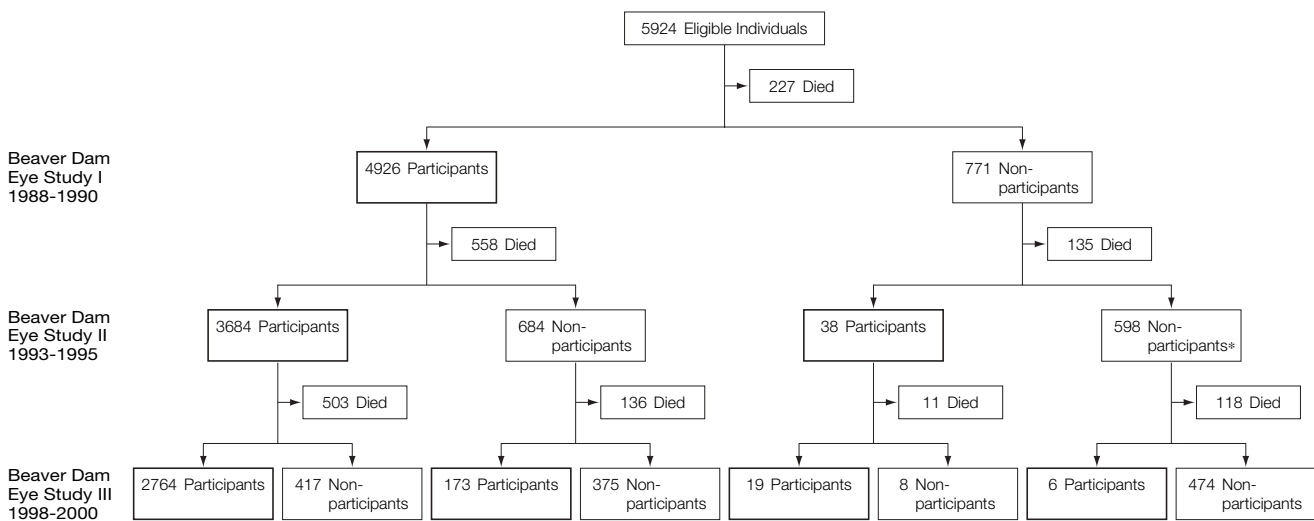 5924 Eligible Individuals
227 Died
Beaver Dam
Eye Study I
1988-1990
4926 Participants
771 Non-
participants
558 Died
135 Died
Beaver Dam
Eye Study II
1993-1995
3684 Participants
684 Non-
participants
38 Participants
598 Non-
participants*
503 Died
136 Died
11 Died
118 Died
Beaver Dam
Eye Study III
1998-2000
2764 Participants
417 Non-
participants
173 Participants
375 Non-
participants
19 Participants
8 Non-
participants
6 Participants
474 Non-
participants